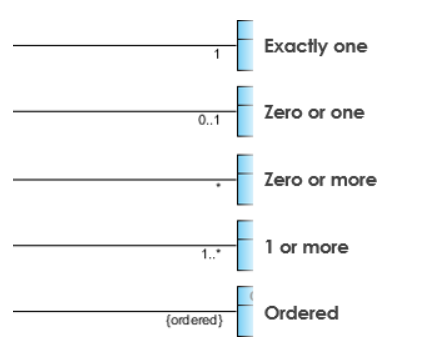 1 Exactly one
0..1 Zero or one
* Zero or more
1..* 1 or more
{ordered} Ordered